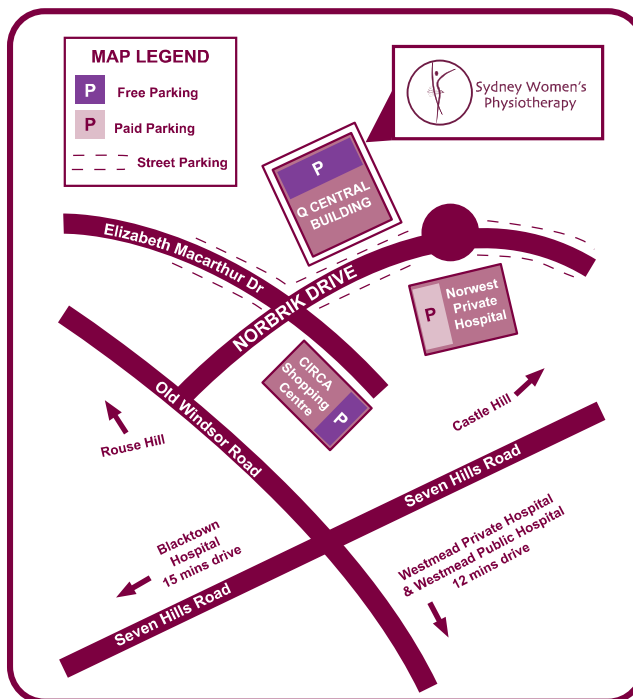 MAP LEGEND
P Free Parking
P Paid Parking
Street Parking
Sydney Women's
Physiotherapy
P
Q CENTRAL
BUILDING
Elizabeth Macarthur Dr
NORBRIK DRIVE
P
Norwest
Private
Hospital
CIRCA
Shopping
Centre
P
Old Windsor Road
Rouse Hill
Castle Hill
Seven Hills Road
Blacktown
Hospital
15 mins drive
Westmead Private Hospital
& Westmead Public Hospital
12 mins drive
Seven Hills Road